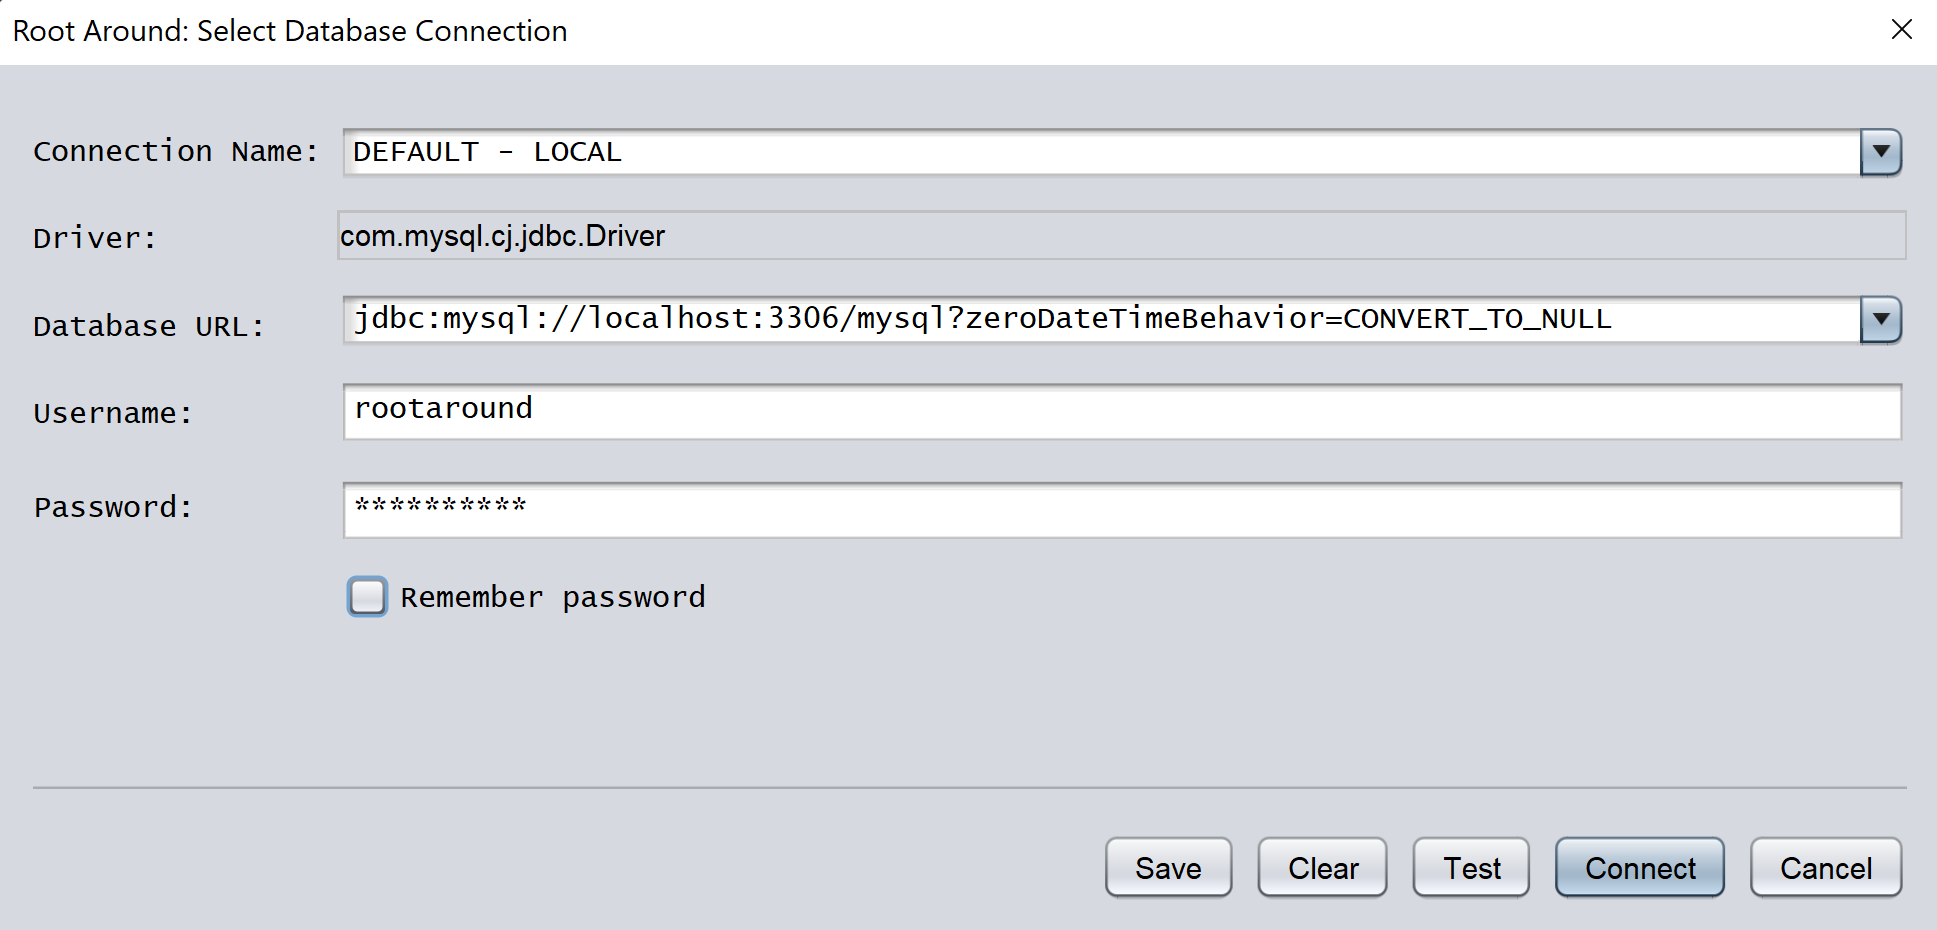 Root Around: Select Database Connection
Connection Name: DEFAULT - LOCAL
Driver: com.mysql.cj.jdbc.Driver
Database URL: jdbc:mysql://localhost:3306/mysql?zeroDateTimeBehavior=CONVERT_TO_NULL
Username: rootaround
Password: **********
Remember password
Save Clear Test Connect Cancel